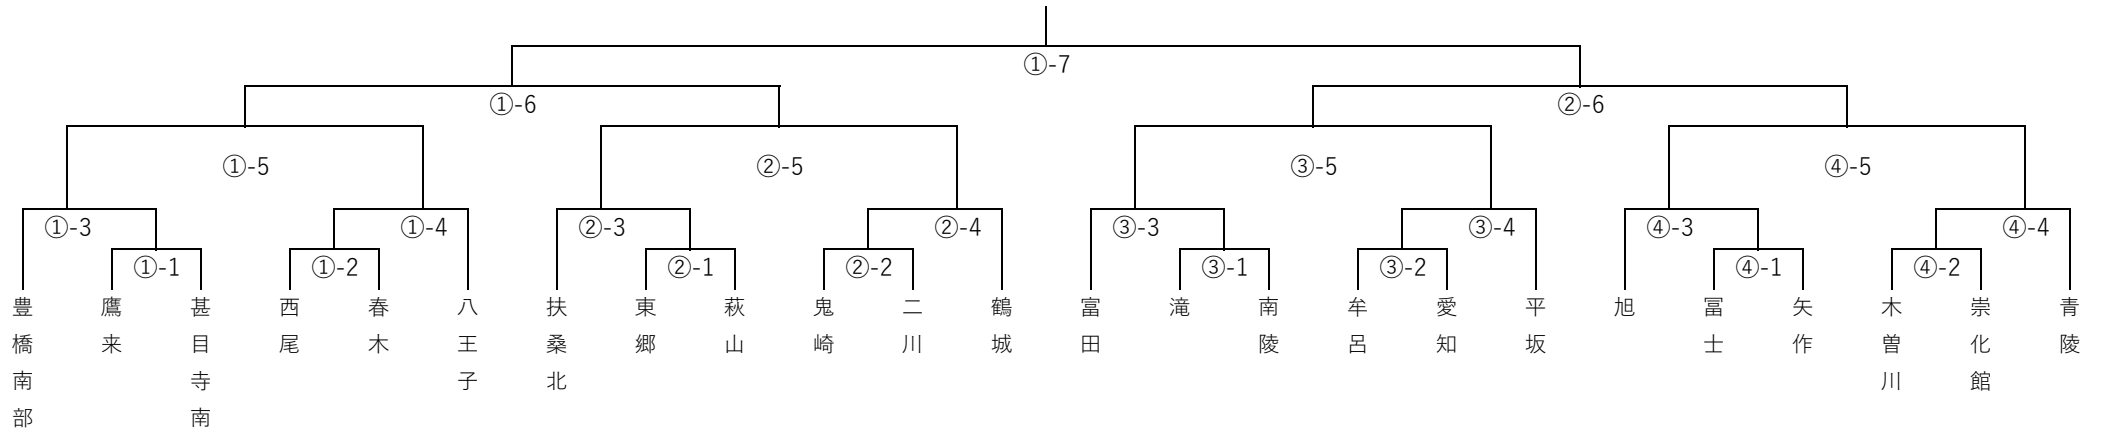 ①-7
①-6
②-6
①-5
②-5
③-5
④-5
①-3
①-4
②-3
②-4
③-3
③-4
④-3
④-4
①-1
①-2
②-1
②-2
③-1
③-2
④-1
④-2
豊橋南部
鷹来
甚目寺南
西尾
春木
八王子
扶桑北
東郷
萩山
鬼崎
二川
鶴城
富田
滝
南陵
牟呂
愛知
平坂
旭
冨士
矢作
木曽川
崇化館
青陵